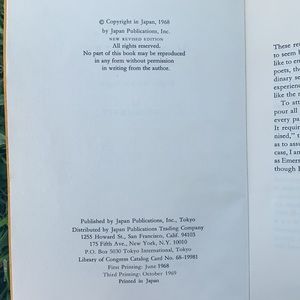 © Copyright in Japan, 1968
by Japan Publications, Inc.
NEW REVISED EDITION
All rights reserved.
No part of this book may be reproduced
in any form without permission
in writing from the author.
Published by Japan Publications, Inc., Tokyo
Distributed by Japan Publications Trading Company
1255 Howard St., San Francisco, Calif. 94103
175 Fifth Ave., New York, N.Y. 10010
P.O. Box 5030 Tokyo International, Tokyo
Library of Congress Catalog Card No. 68-19981
First Printing: June 1968
Third Printing: October 1969
Printed in Japan
These re
to seem l
like to en
poets, th
dinary se
experienc
like the n
To att
pour all
every pa
It requir
nised,"
as to assu
case, I an
as Emers
though I